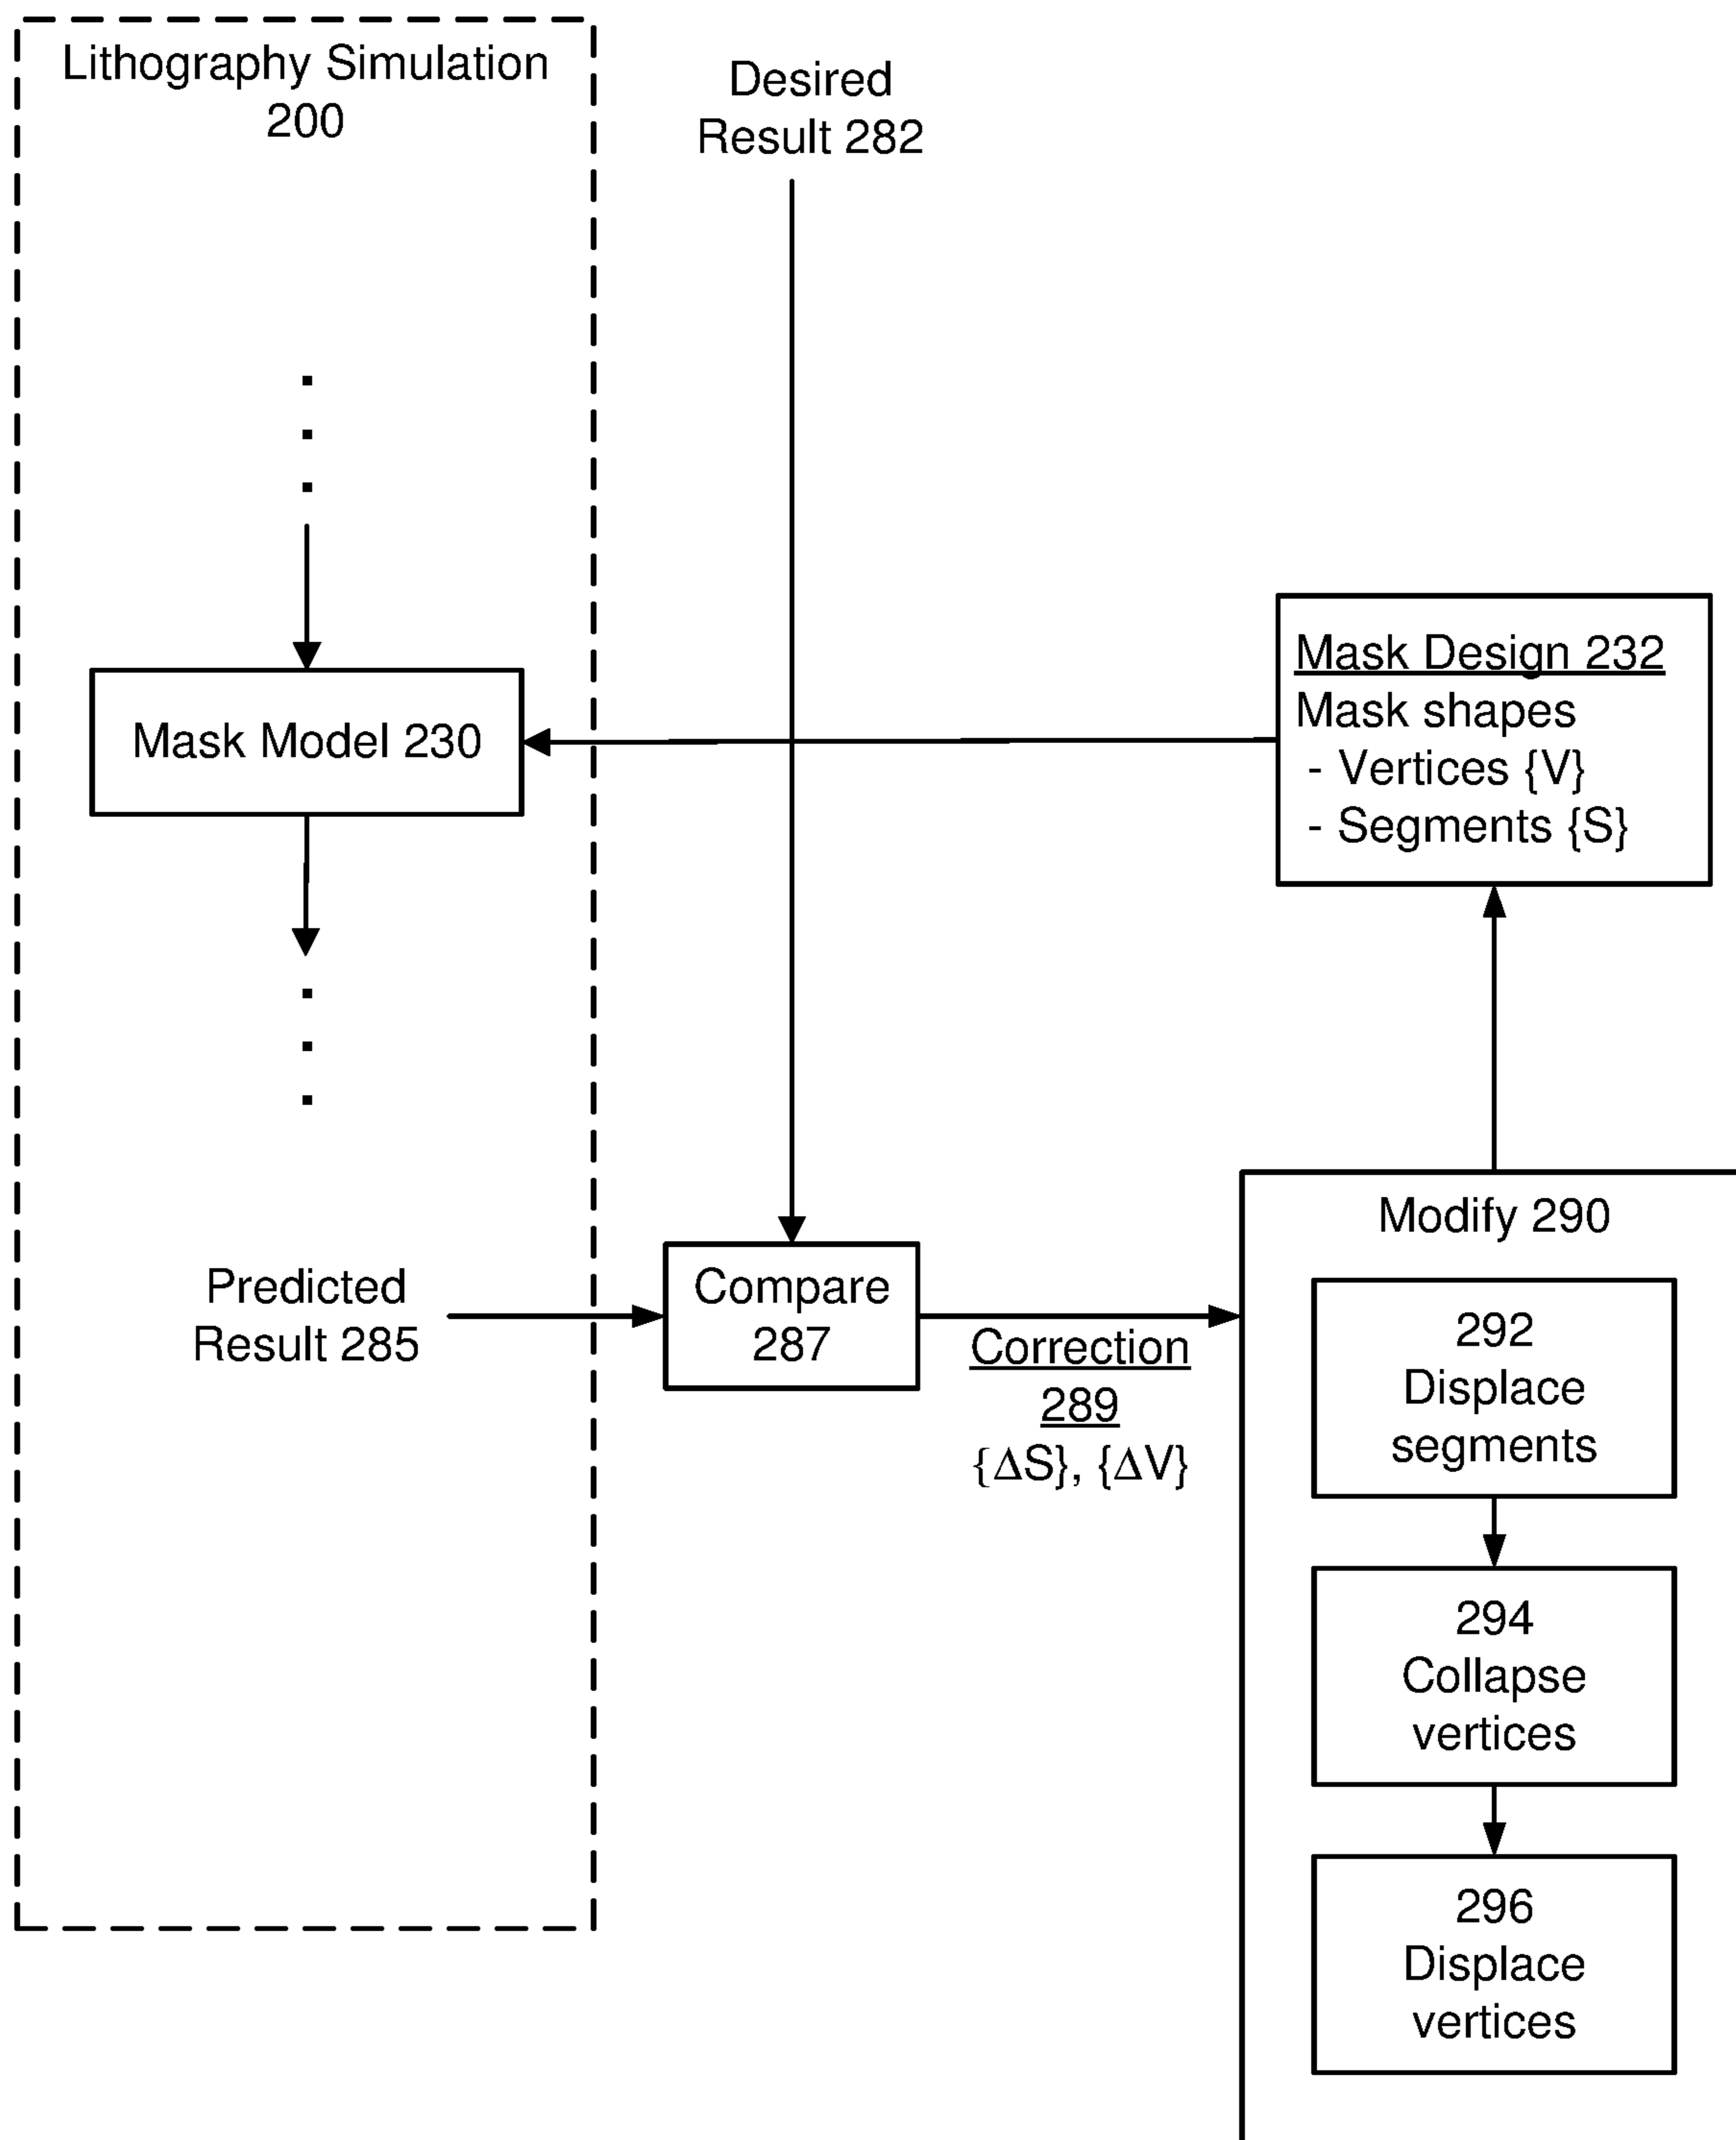 Lithography Simulation
200
Desired
Result 282
Mask Design 232
Mask shapes
- Vertices {V}
- Segments {S}
Mask Model 230
Modify 290
Predicted
Result 285
Compare
287
Correction
289
{ΔS}, {ΔV}
292
Displace
segments
294
Collapse
vertices
296
Displace
vertices